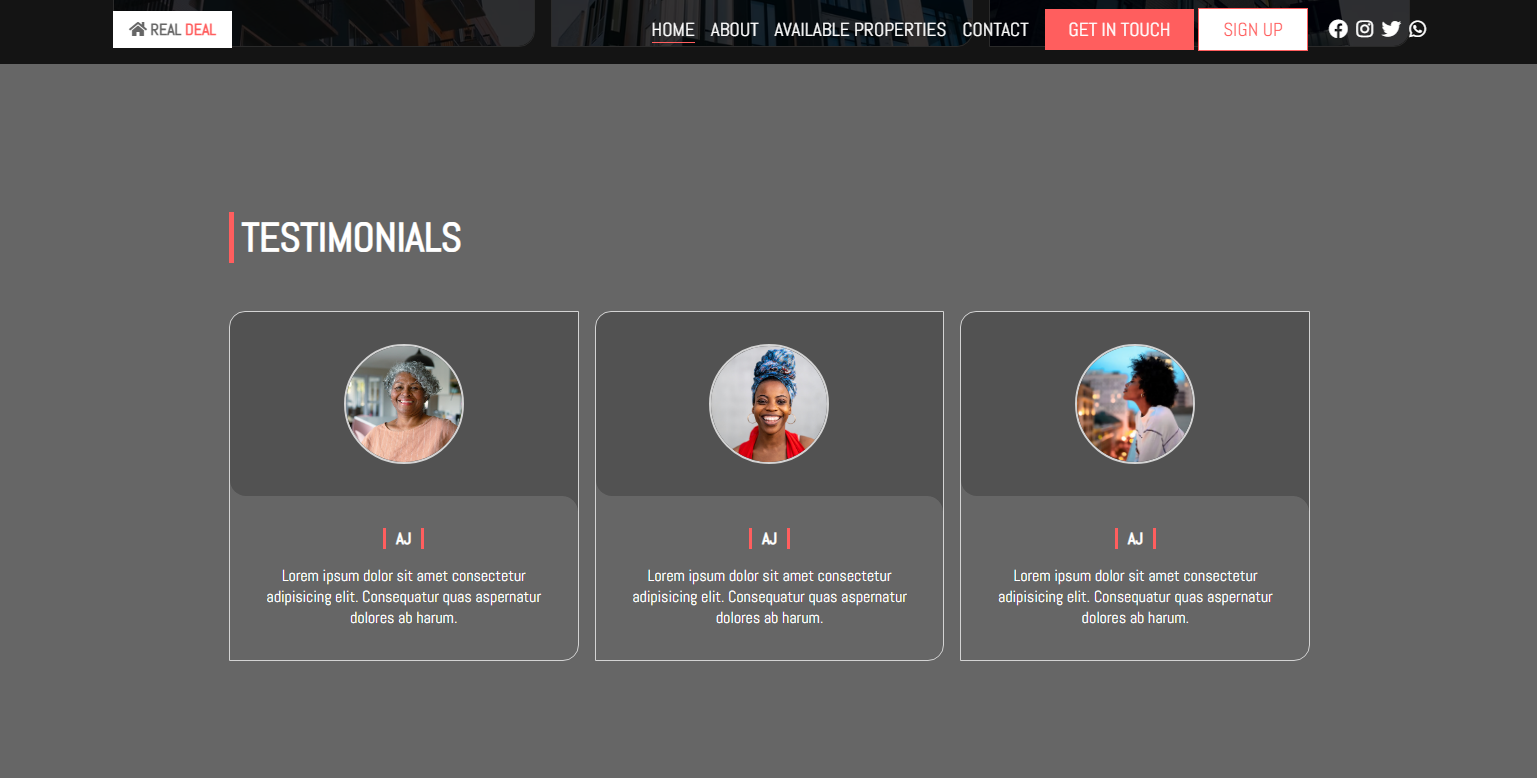 REAL DEAL
HOME ABOUT AVAILABLE PROPERTIES CONTACT GET IN TOUCH SIGN UP
TESTIMONIALS
AJ
Lorem ipsum dolor sit amet consectetur
adipisicing elit. Consequatur quas aspernatur
dolores ab harum.
AJ
Lorem ipsum dolor sit amet consectetur
adipisicing elit. Consequatur quas aspernatur
dolores ab harum.
AJ
Lorem ipsum dolor sit amet consectetur
adipisicing elit. Consequatur quas aspernatur
dolores ab harum.